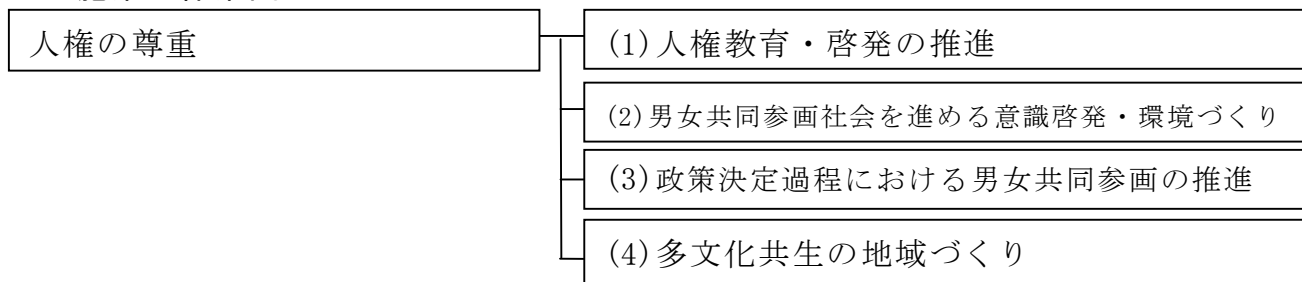 人権の尊重
(1)人権教育・啓発の推進
(2)男女共同参画社会を進める意識啓発・環境づくり
(3)政策決定過程における男女共同参画の推進
(4)多文化共生の地域づくり